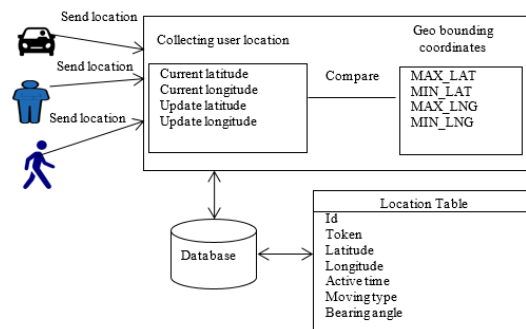 Send location
Send location
Send location
Collecting user location
Current latitude
Current longitude
Update latitude
Update longitude
Compare
Geo bounding
coordinates
MAX_LAT
MIN_LAT
MAX_LNG
MIN_LNG
Database
Location Table
Id
Token
Latitude
Longitude
Active time
Moving type
Bearing angle